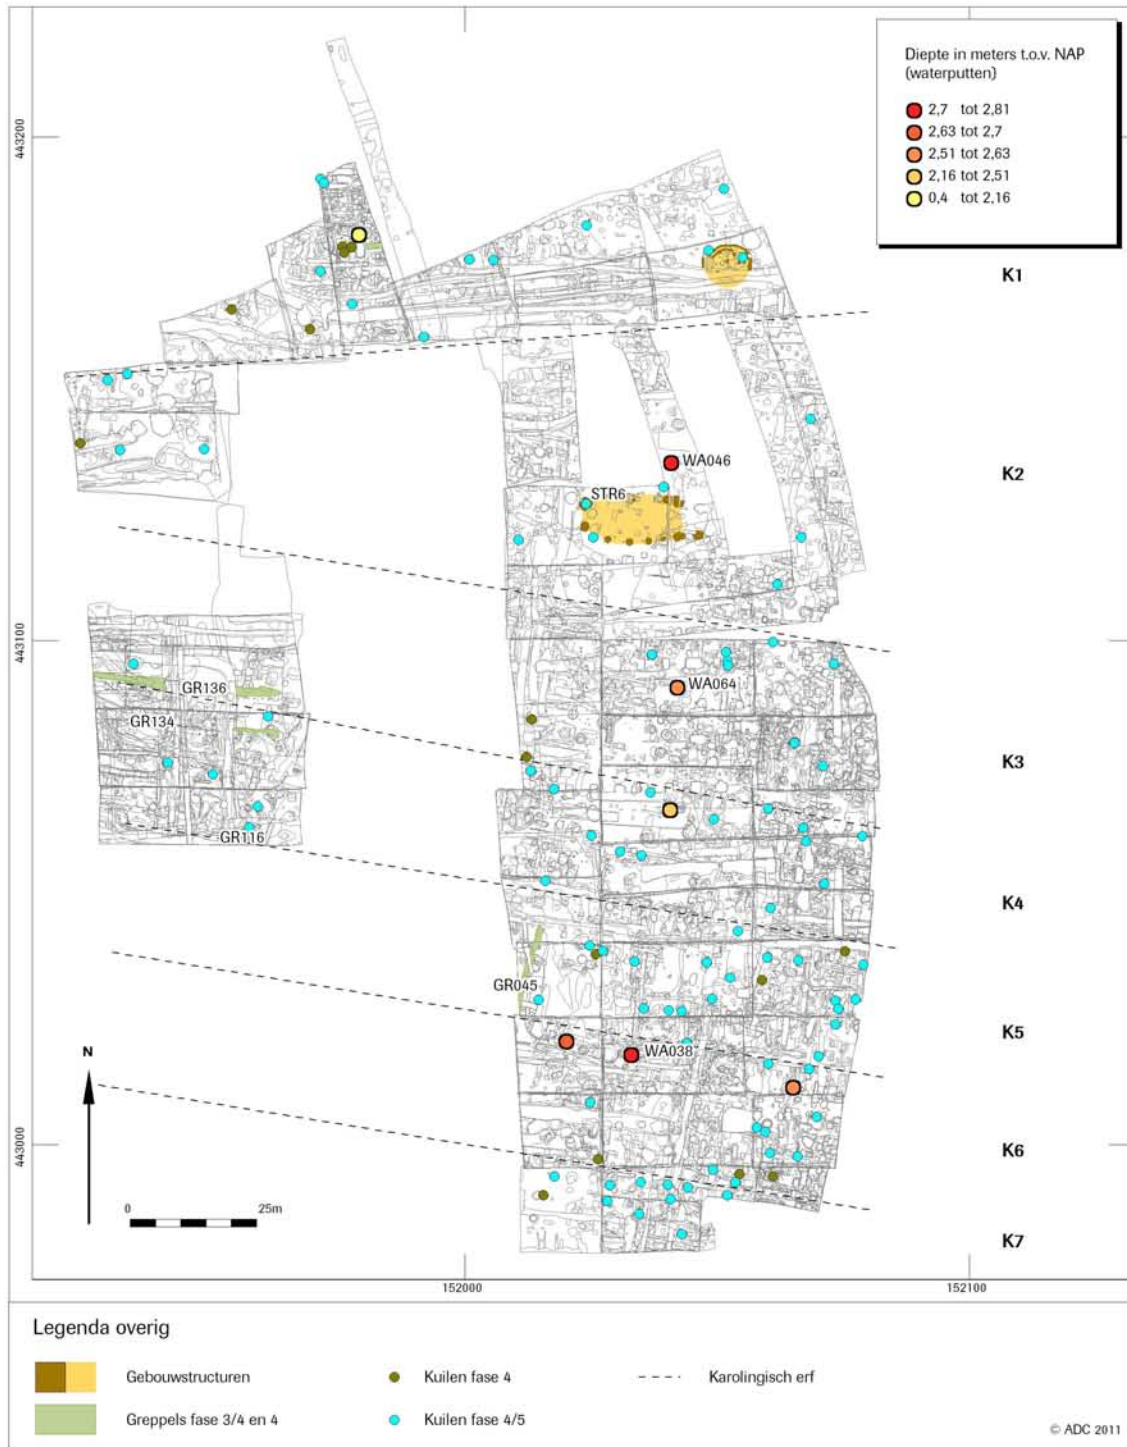 Diepte in meters t.o.v. NAP
(waterputten)
2,7 tot 2,81
2,63 tot 2,7
2,51 tot 2,63
2,16 tot 2,51
0,4 tot 2,16
443200
K1
K2
WA046
STR6
443100
WA064
GR136
GR134
K3
GR116
K4
GR045
K5
WA038
N
443000
K6
0 25m
K7
152000 152100
Legenda overig
Gebouwstructuren
Kuilen fase 4
Karolingisch erf
Greppels fase 3/4 en 4
Kuilen fase 4/5
© ADC 2011